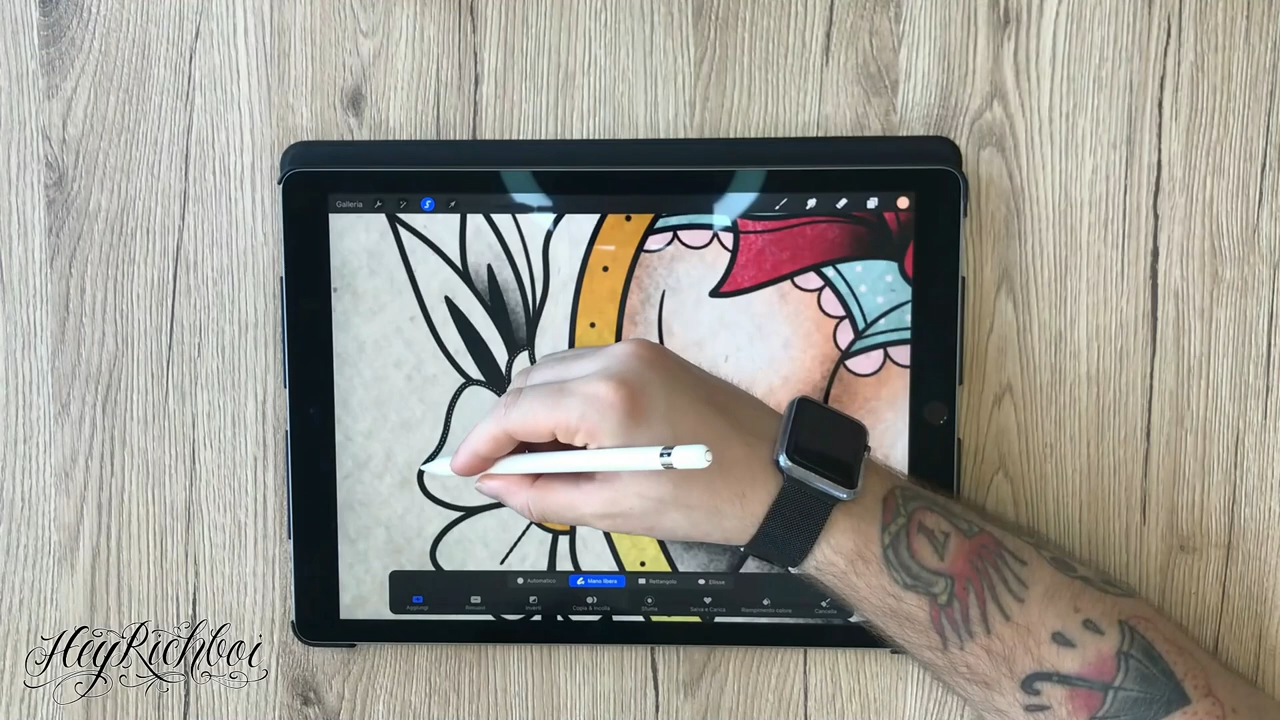 Galleria
Automatico Mano libera Rettangolo Ellisse
Aggiungi Rimuovi Inverti Copia & Incolla Sfuma Salva e Carica Riempimento colore Cancella
HeyRichboi